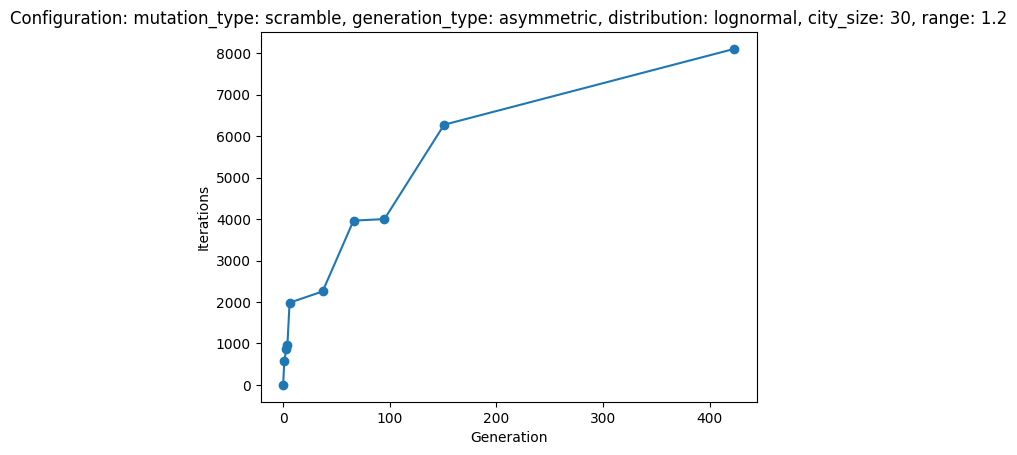 Configuration: mutation_type: scramble, generation_type: asymmetric, distribution: lognormal, city_size: 30, range: 1.2
8000
7000
6000
5000
4000
3000
2000
1000
0
Iterations
0 100 200 300 400
Generation